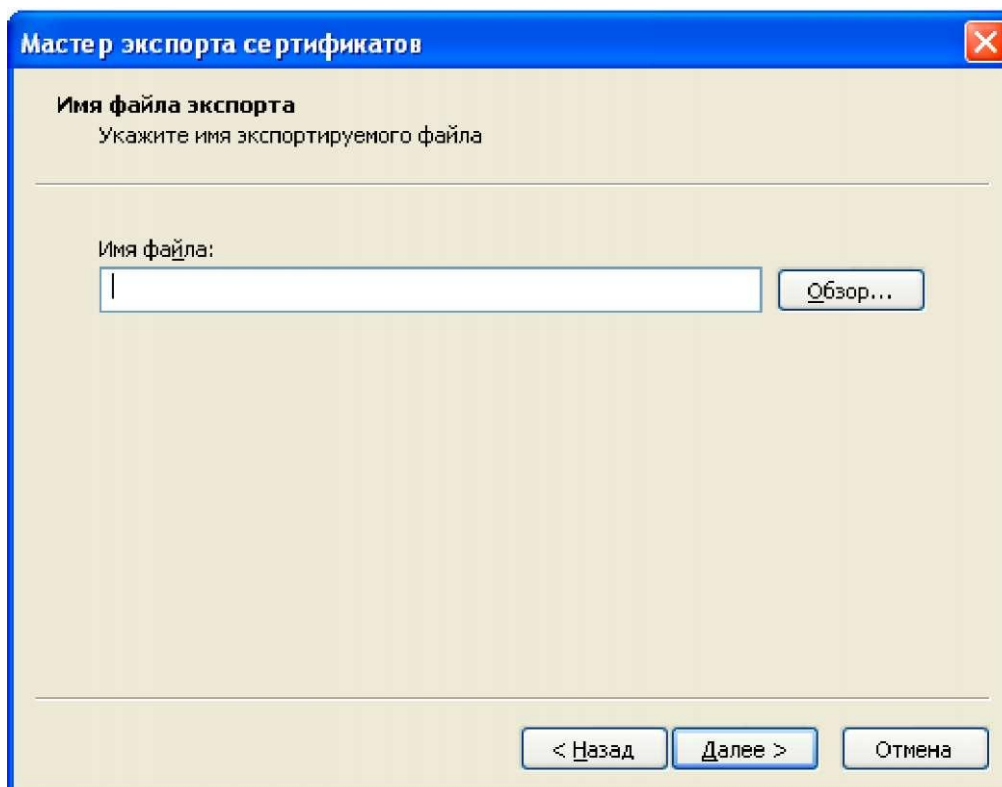 Мастер экспорта сертификатов
Имя файла экспорта
Укажите имя экспортируемого файла
Имя файла:
Обзор...
< Назад
Далее >
Отмена